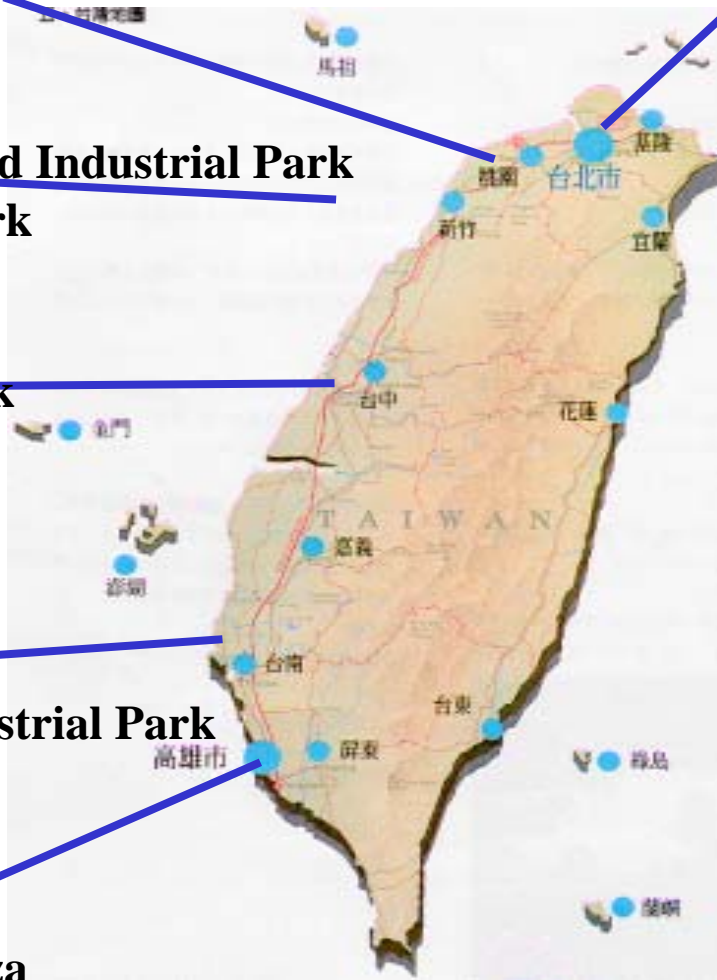 馬祖
基隆
d Industrial Park
桃園
台北市
rk
新竹
宜蘭
k
台中
花蓮
金門
TAIWAN
嘉義
澎湖
台南
台東
ustrial Park
高雄市
屏東
綠島
蘭嶼
za